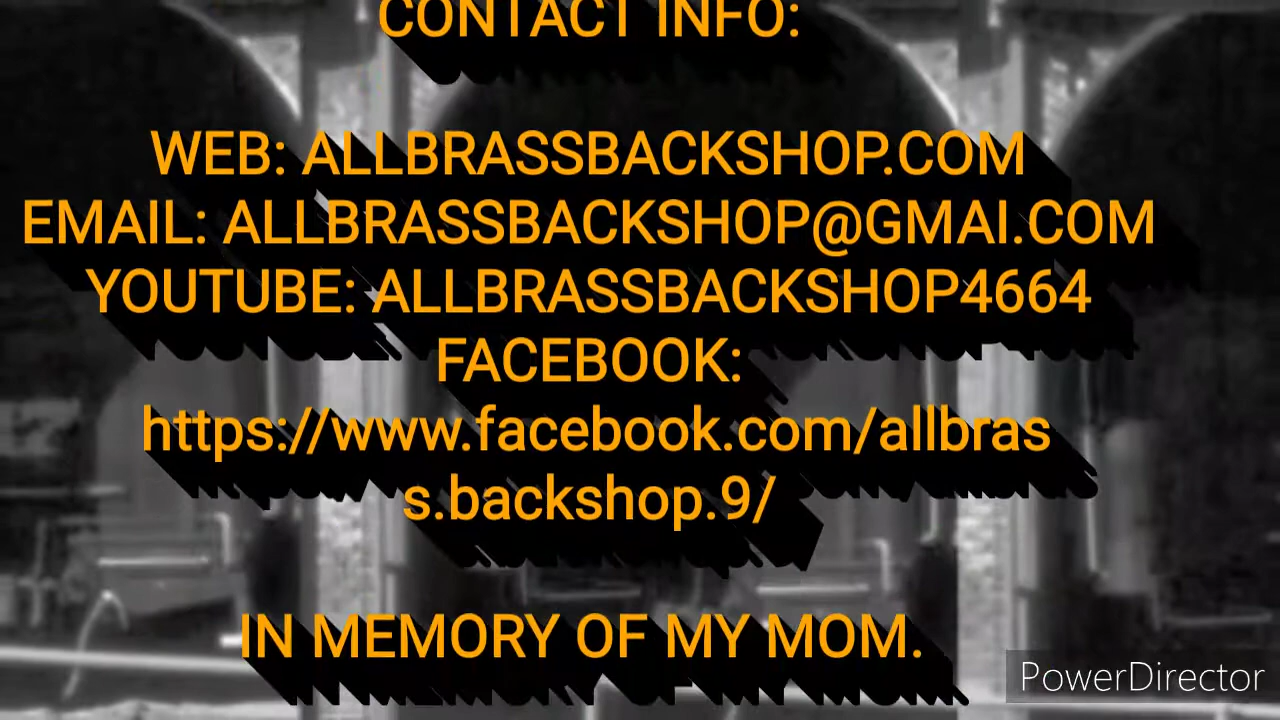 CONTACT INFO:
WEB: ALLBRASSBACKSHOP.COM
EMAIL: ALLBRASSBACKSHOP@GMAI.COM
YOUTUBE: ALLBRASSBACKSHOP4664
FACEBOOK:
https://www.facebook.com/allbras
s.backshop.9/
IN MEMORY OF MY MOM.
PowerDirector